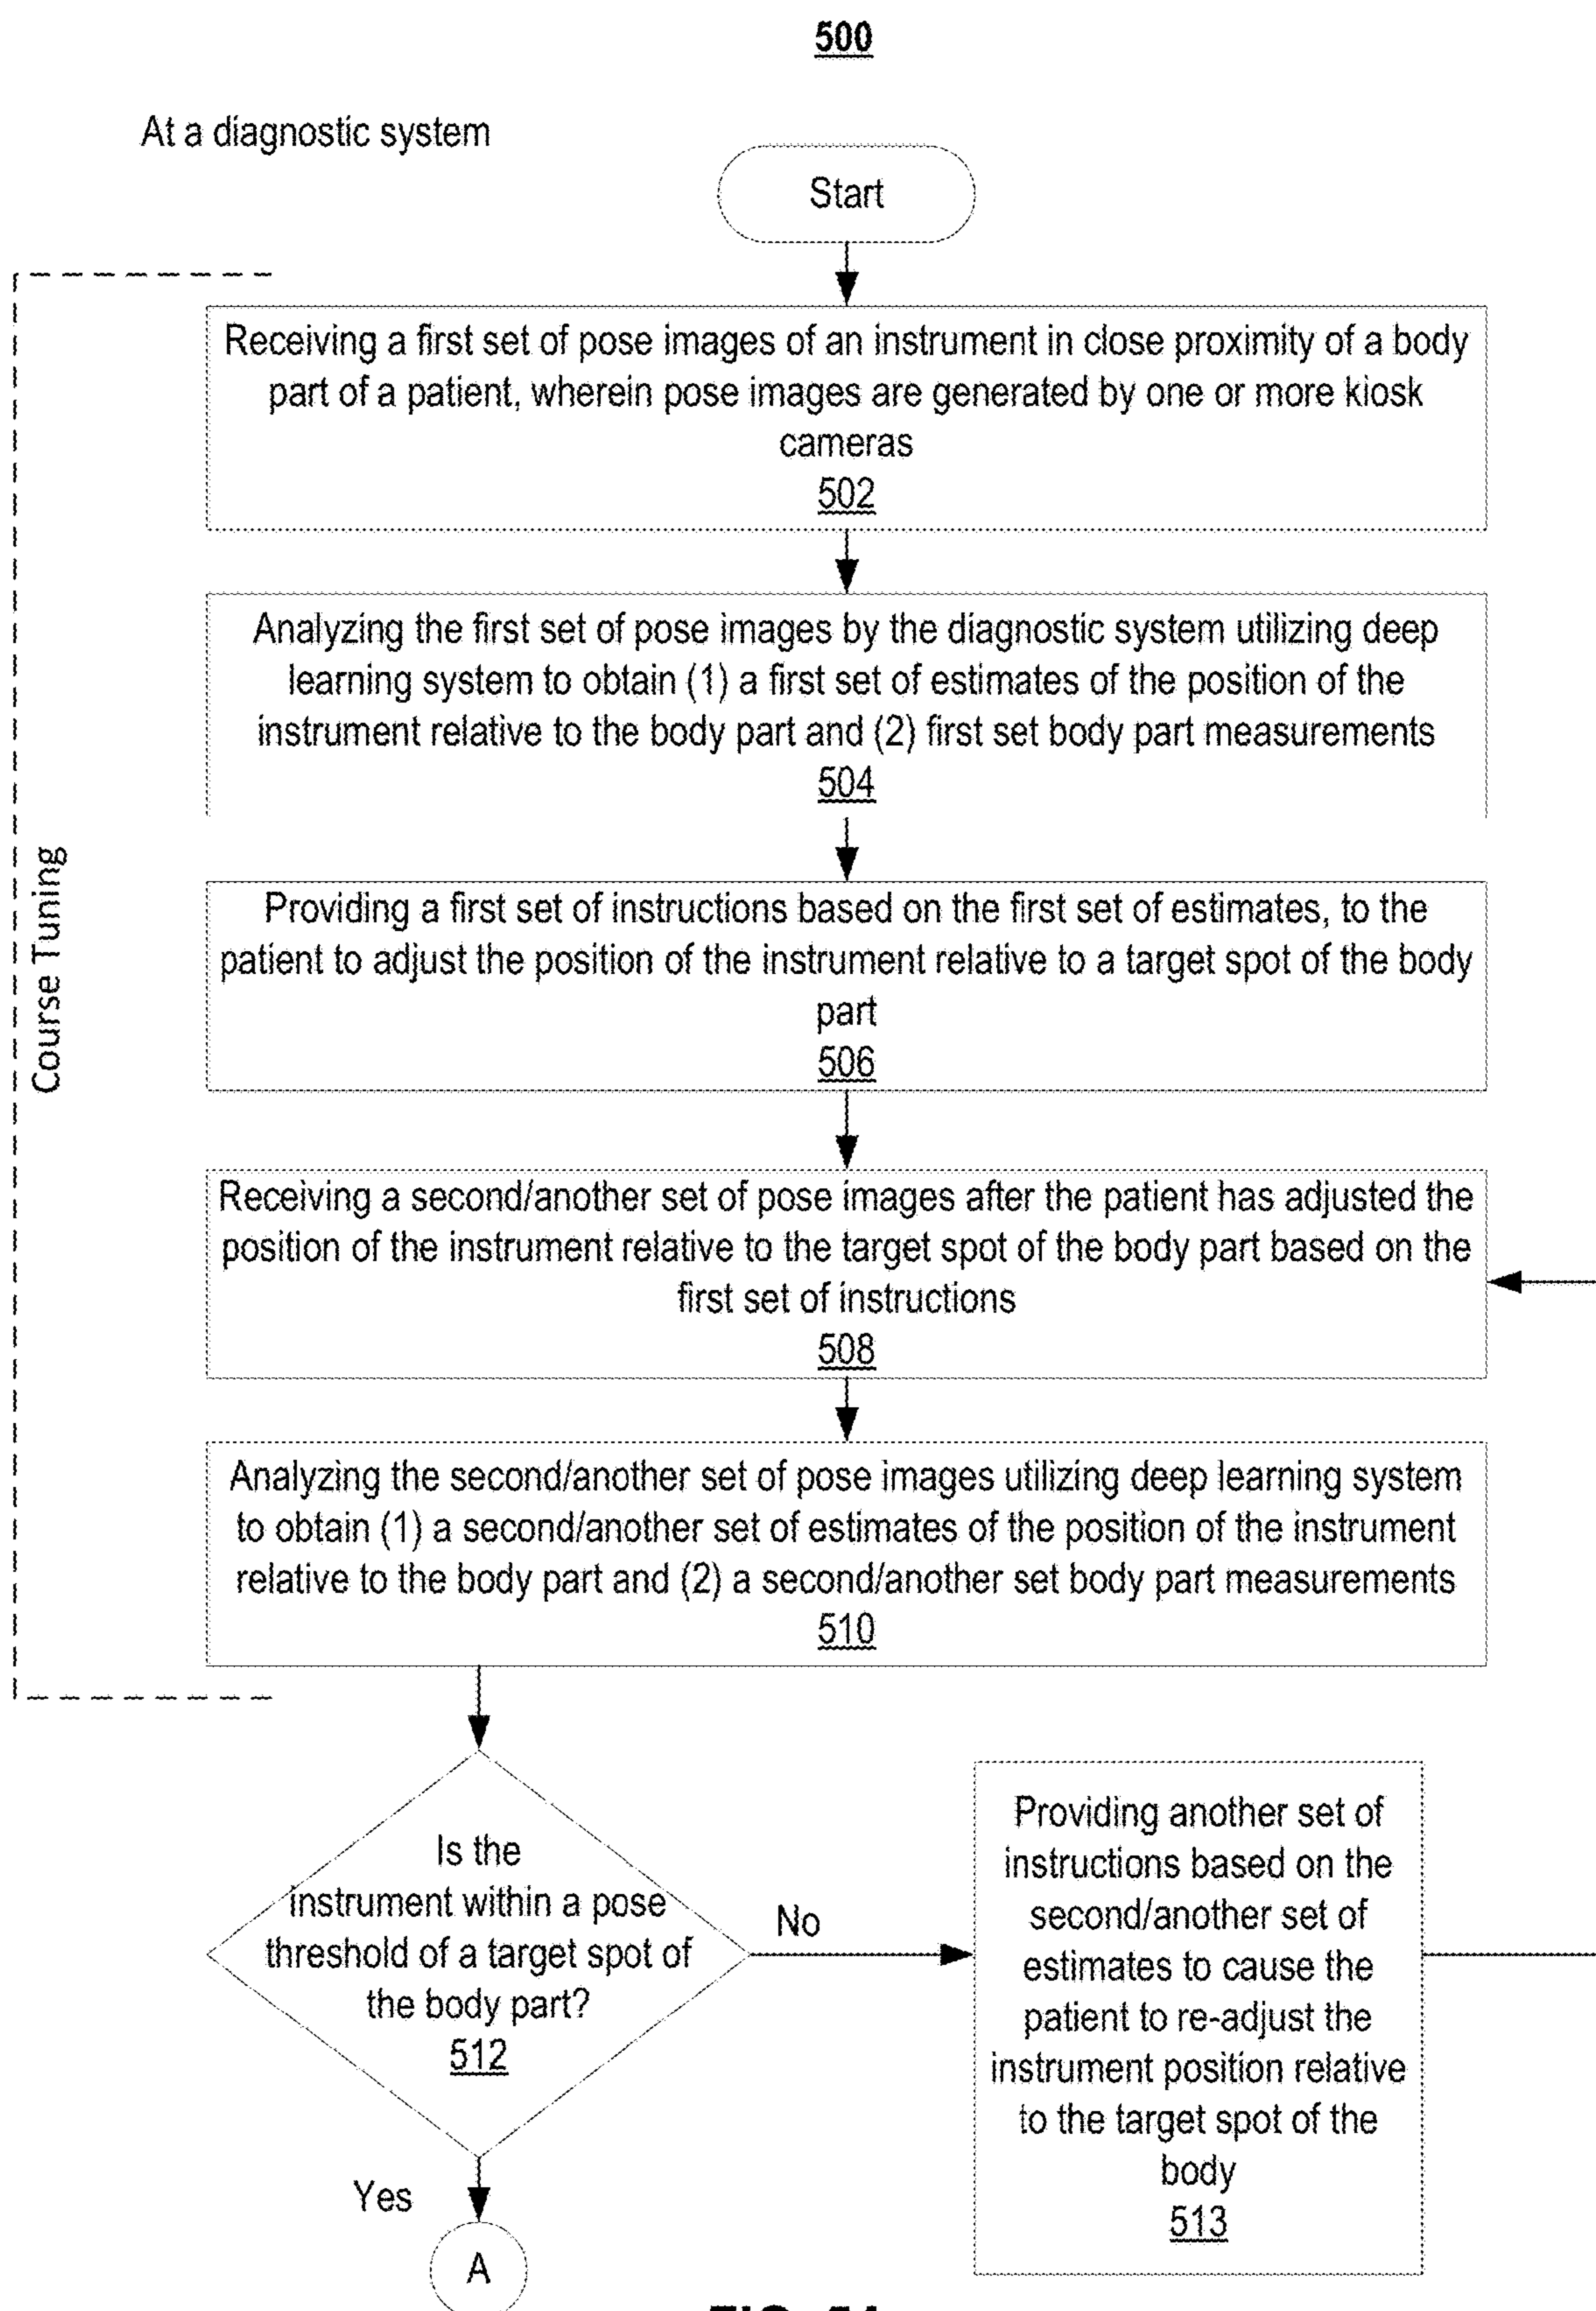 500
At a diagnostic system
Start
Receiving a first set of pose images of an instrument in close proximity of a body
part of a patient, wherein pose images are generated by one or more kiosk
cameras
502
Analyzing the first set of pose images by the diagnostic system utilizing deep
learning system to obtain (1) a first set of estimates of the position of the
instrument relative to the body part and (2) first set body part measurements
504
Course Tuning
Providing a first set of instructions based on the first set of estimates, to the
patient to adjust the position of the instrument relative to a target spot of the body
part
506
Receiving a second/another set of pose images after the patient has adjusted the
position of the instrument relative to the target spot of the body part based on the
first set of instructions
508
Analyzing the second/another set of pose images utilizing deep learning system
to obtain (1) a second/another set of estimates of the position of the instrument
relative to the body part and (2) a second/another set body part measurements
510
Is the
instrument within a pose
threshold of a target spot of
the body part?
512
No
Providing another set of
instructions based on the
second/another set of
estimates to cause the
patient to re-adjust the
instrument position relative
to the target spot of the
body
513
Yes
A